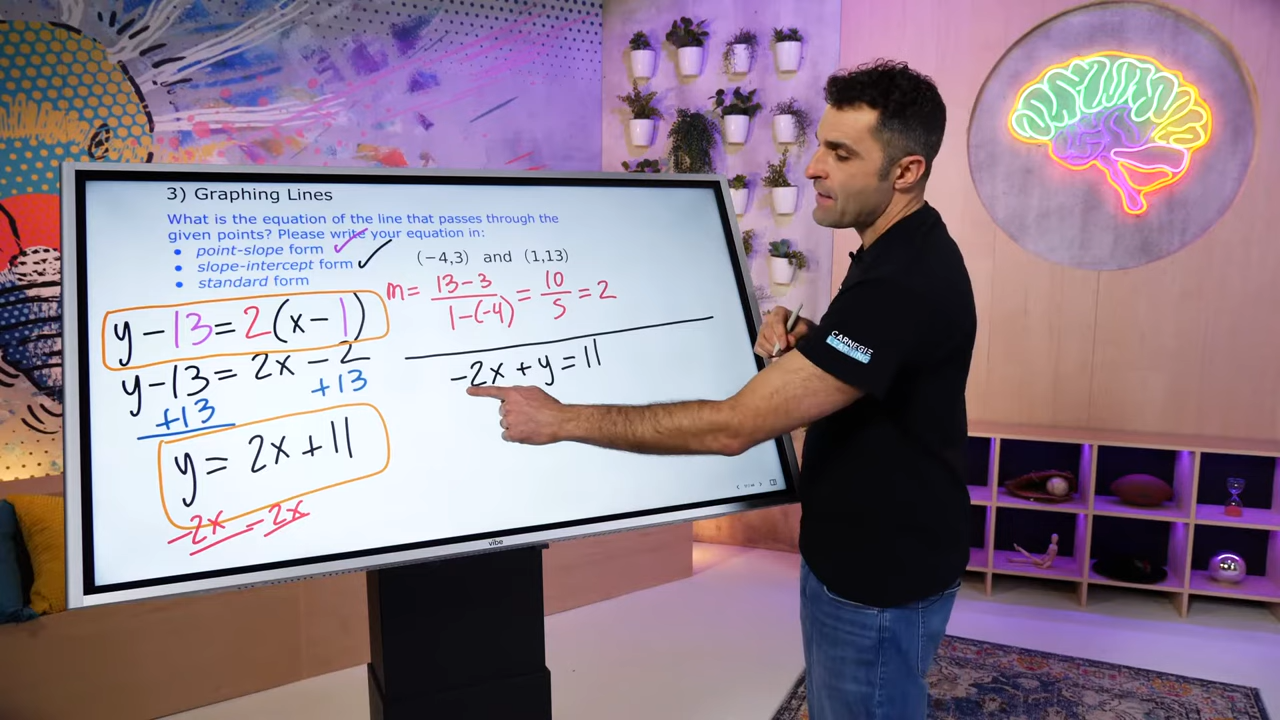 3) Graphing Lines
What is the equation of the line that passes through the
given points? Please write your equation in:
• point-slope form ✓
• slope-intercept form ✓
• standard form
(−4,3) and (1,13)
m = 13-3 / 1-(-4) = 10/5 = 2
y - 13 = 2(x - 1)
y - 13 = 2x - 2
+13 +13
y = 2x + 11
-2x -2x
-2x + y = 11
vibe
CARNEGIE
LEARNING